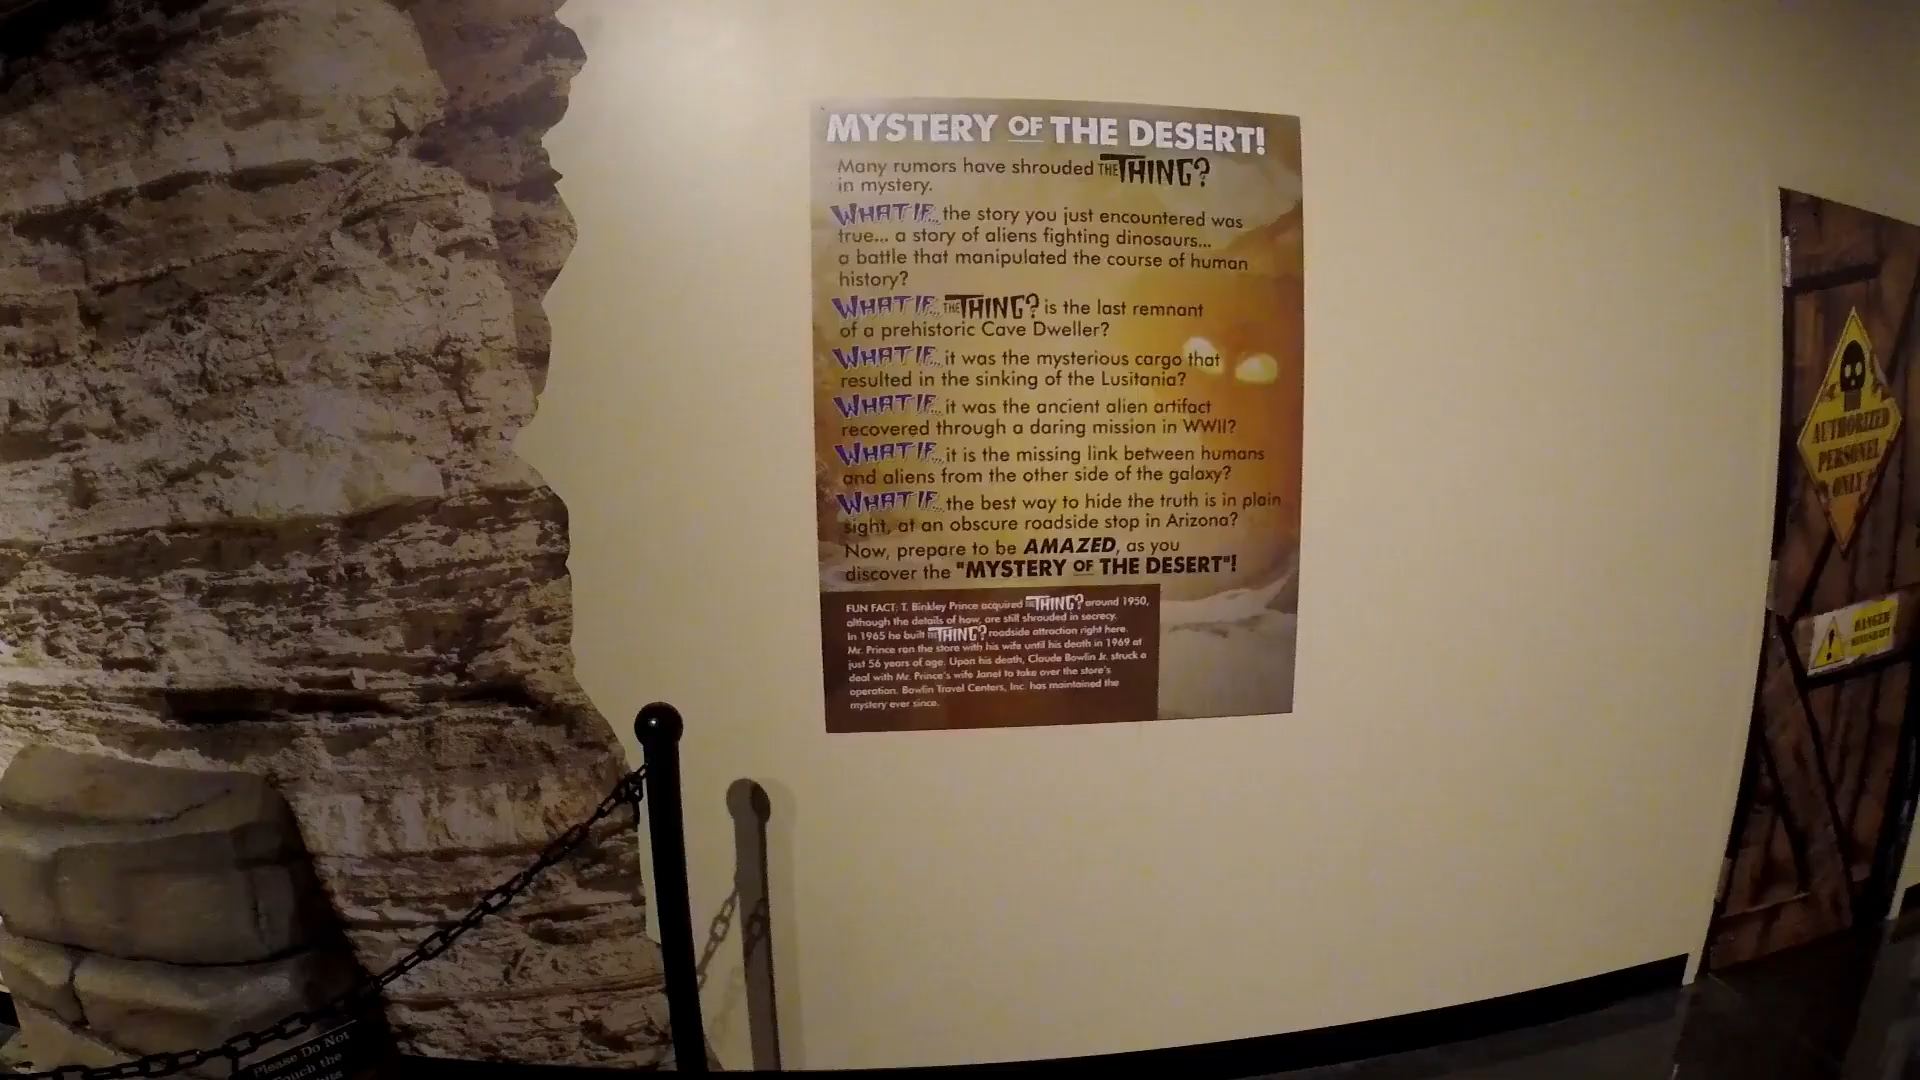 MYSTERY OF THE DESERT!
Many rumors have shrouded THE THING?
in mystery.
WHAT IF... the story you just encountered was
true... a story of aliens fighting dinosaurs...
a battle that manipulated the course of human
history?
WHAT IF... THE THING? is the last remnant
of a prehistoric Cave Dweller?
WHAT IF... it was the mysterious cargo that
resulted in the sinking of the Lusitania?
WHAT IF... it was the ancient alien artifact
recovered through a daring mission in WWII?
WHAT IF... it is the missing link between humans
and aliens from the other side of the galaxy?
WHAT IF... the best way to hide the truth is in plain
sight, at an obscure roadside stop in Arizona?
Now, prepare to be AMAZED, as you
discover the "MYSTERY OF THE DESERT"!
FUN FACT: T. Binkley Prince acquired THE THING? around 1950,
although the details of how, are still shrouded in secrecy.
In 1965 he built THE THING? roadside attraction right here.
Mr. Prince ran the store with his wife until his death in 1969 at
just 56 years of age. Upon his death, Claude Bowlin Jr. struck a
deal with Mr. Prince's wife Janet to take over the store's
operation. Bowlin Travel Centers, Inc. has maintained the
mystery ever since.
AUTHORIZED
PERSONEL
ONLY
DANGER
MINESHAFT
Please Do Not
Touch the